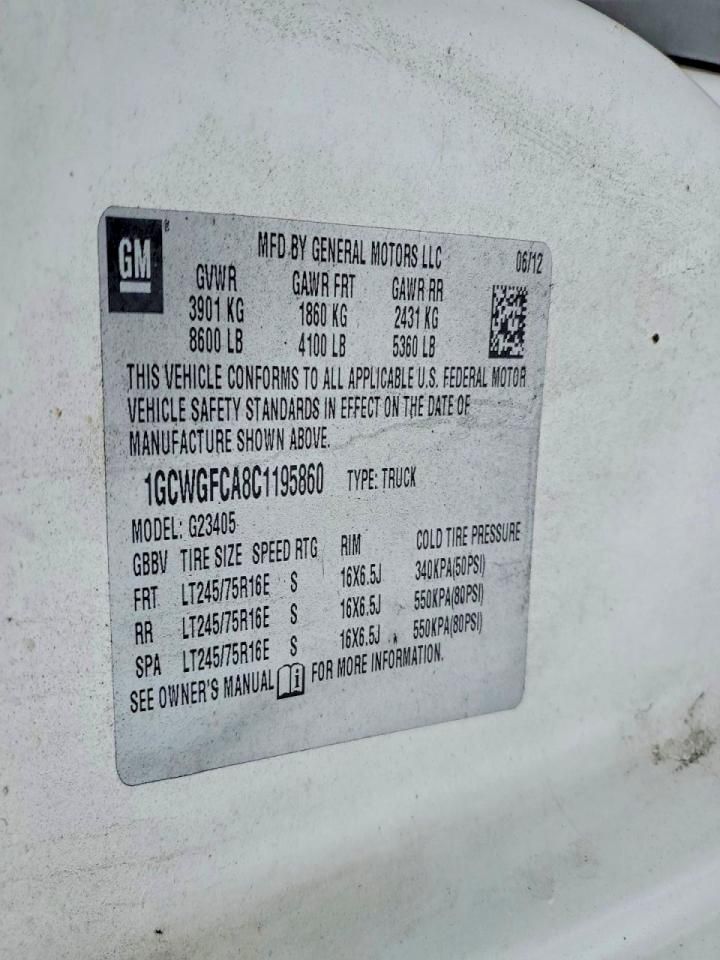 GM ®
MFD BY GENERAL MOTORS LLC 06/12
GVWR GAWR FRT GAWR RR
3901 KG 1860 KG 2431 KG
8600 LB 4100 LB 5360 LB
THIS VEHICLE CONFORMS TO ALL APPLICABLE U.S. FEDERAL MOTOR
VEHICLE SAFETY STANDARDS IN EFFECT ON THE DATE OF
MANUFACTURE SHOWN ABOVE.
1GCWGFCA8C1195860 TYPE: TRUCK
MODEL: G23405
GBBV TIRE SIZE SPEED RTG RIM COLD TIRE PRESSURE
FRT LT245/75R16E S 16X6.5J 340KPA(50PSI)
RR LT245/75R16E S 16X6.5J 550KPA(80PSI)
SPA LT245/75R16E S 16X6.5J 550KPA(80PSI)
SEE OWNER'S MANUAL i FOR MORE INFORMATION.